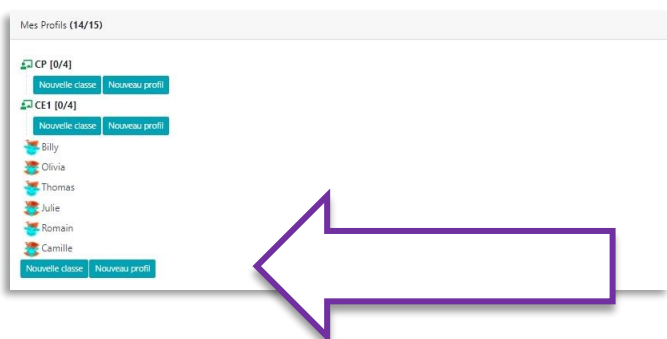 Mes Profils (14/15)
CP [0/4]
Nouvelle classe Nouveau profil
CE1 [0/4]
Nouvelle classe Nouveau profil
Billy
Olivia
Thomas
Julie
Romain
Camille
Nouvelle classe Nouveau profil